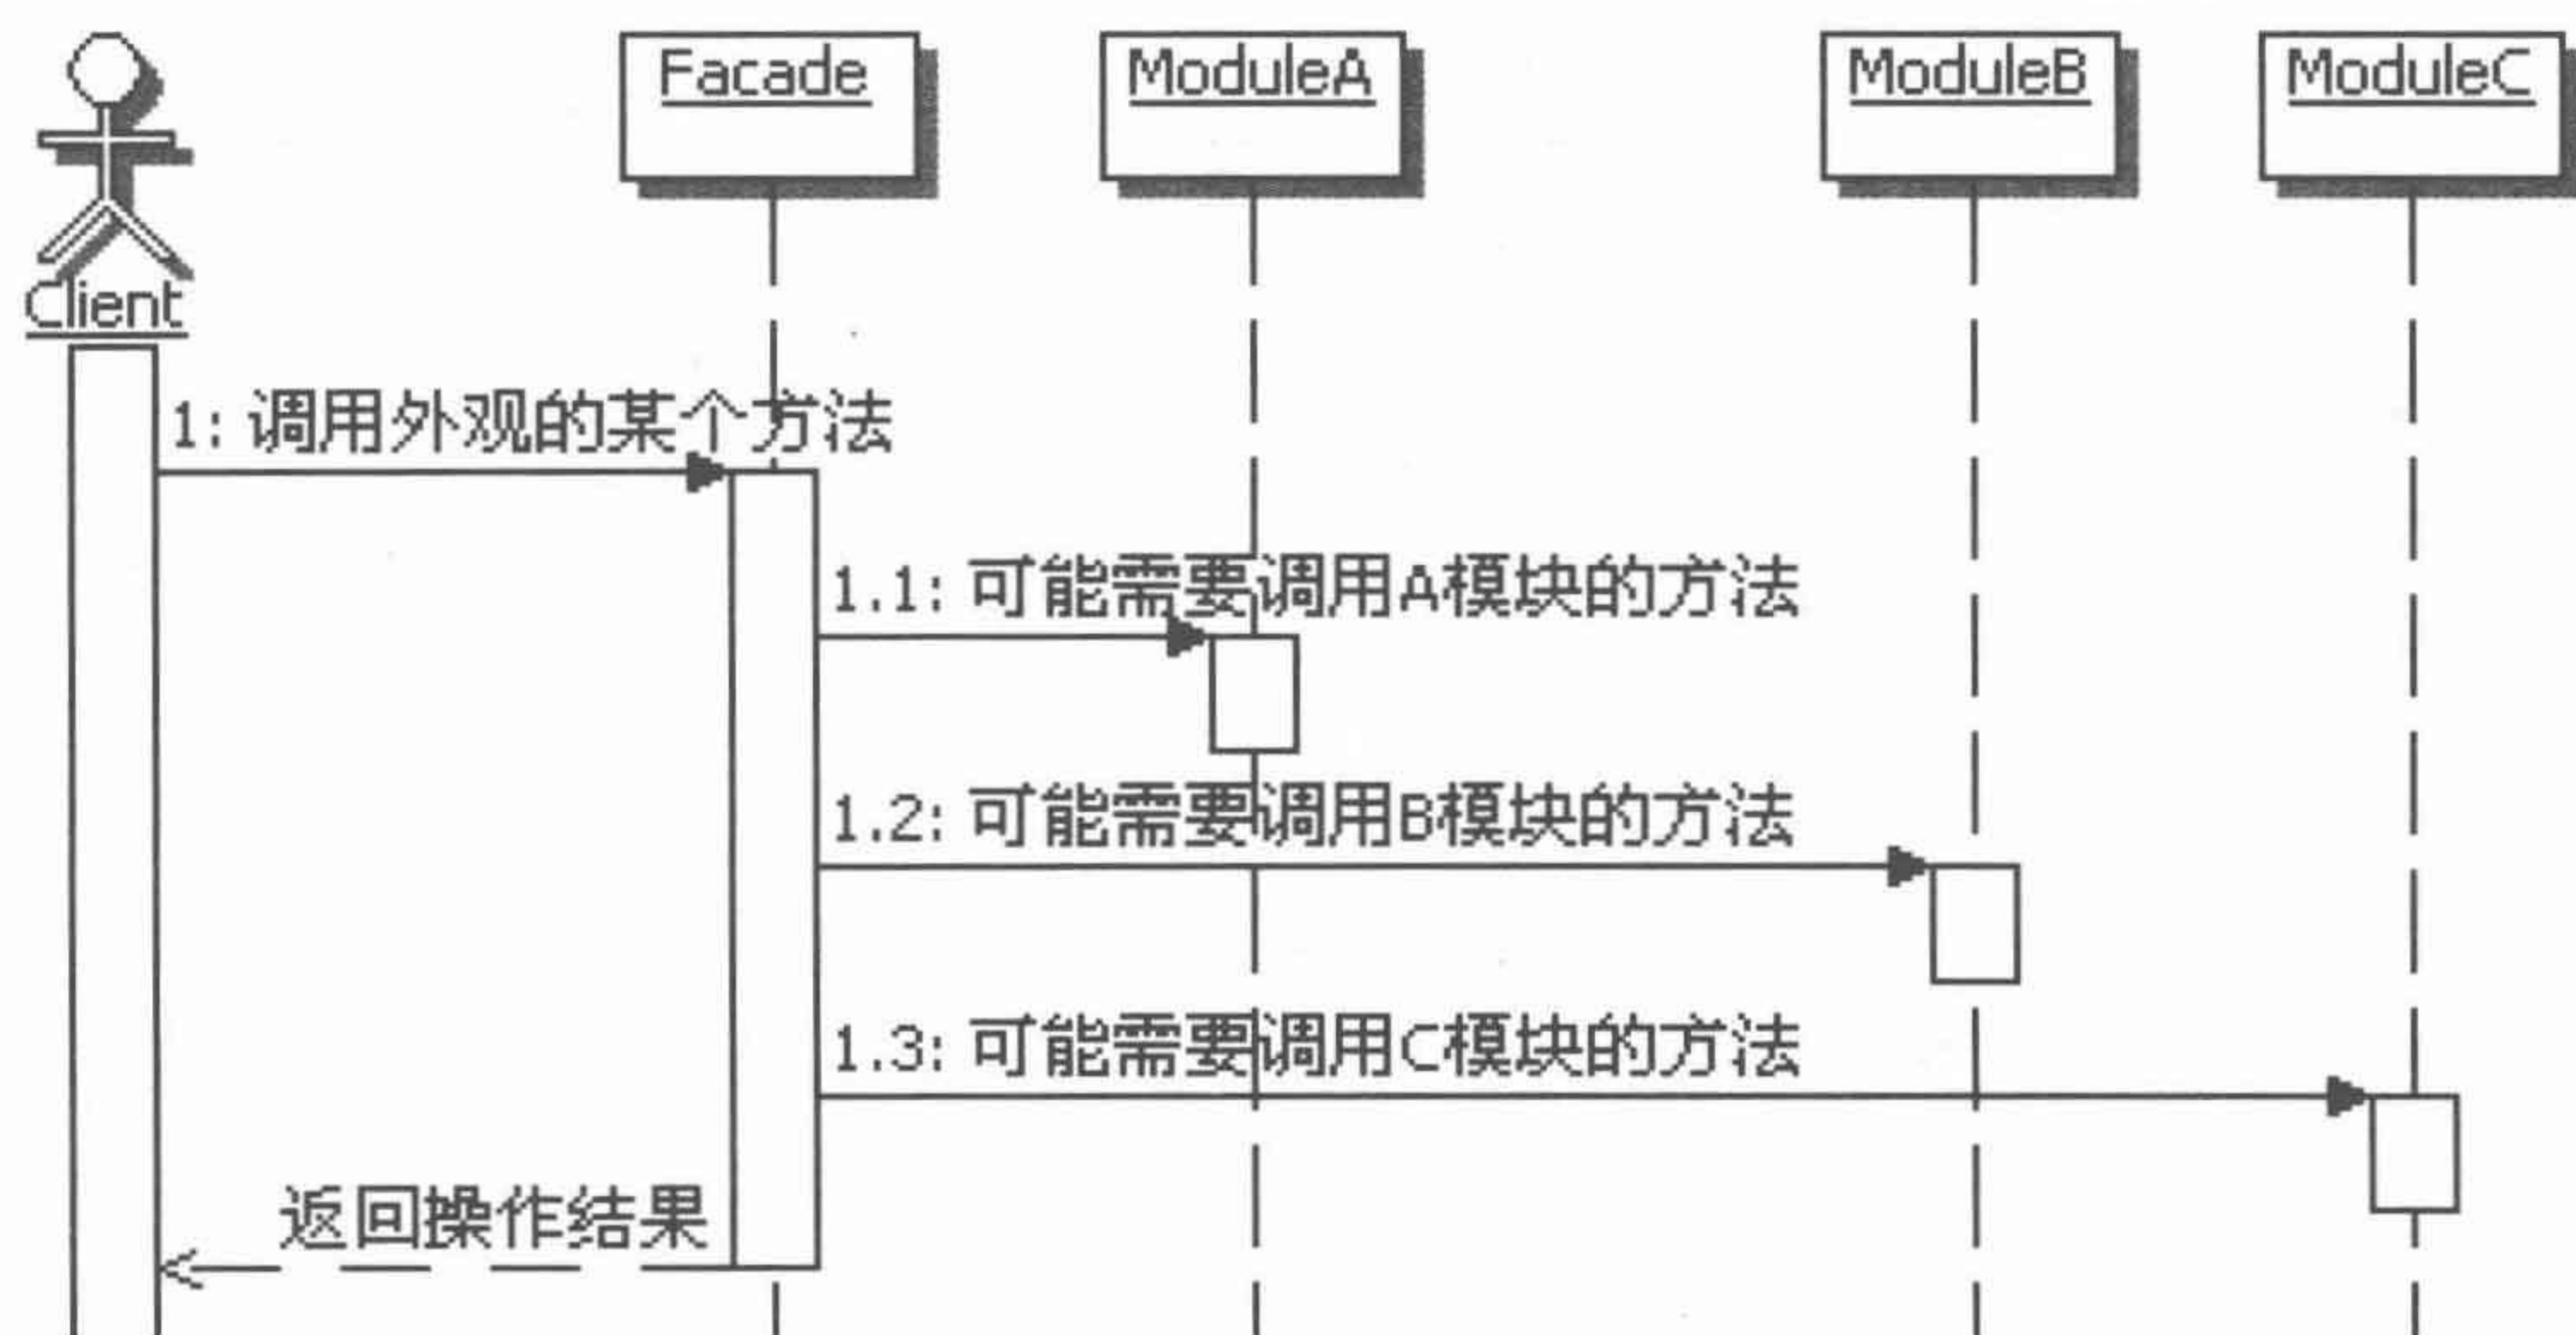 Facade
ModuleA
ModuleB
ModuleC
Client
1: 调用外观的某个方法
1.1: 可能需要调用A模块的方法
1.2: 可能需要调用B模块的方法
1.3: 可能需要调用C模块的方法
返回操作结果